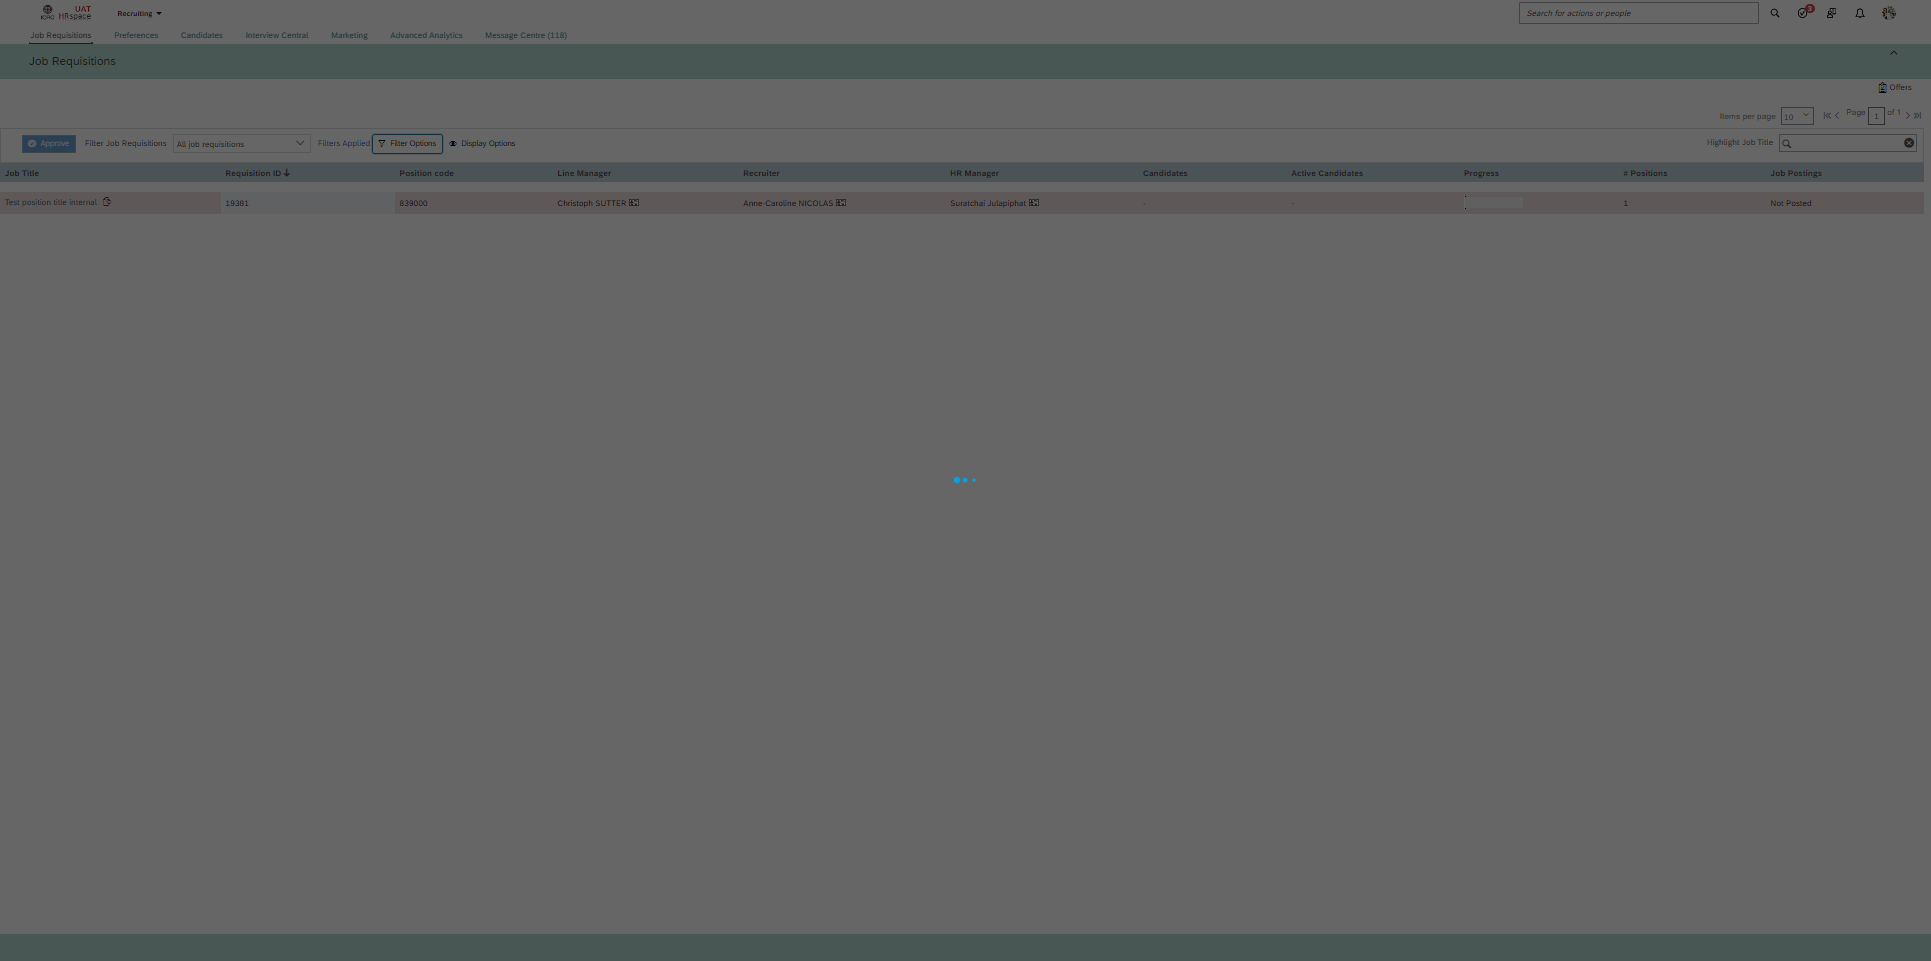 UAT
ICRC HRspace
Recruiting
Search for actions or people
3
Job Requisitions
Preferences
Candidates
Interview Central
Marketing
Advanced Analytics
Message Centre (118)
Job Requisitions
Offers
Items per page 10 Page 1 of 1
Approve
Filter Job Requisitions
All job requisitions
Filters Applied
Filter Options
Display Options
Highlight Job Title
Job Title Requisition ID Position code Line Manager Recruiter HR Manager Candidates Active Candidates Progress # Positions Job Postings
Test position title internal 19381 839000 Christoph SUTTER Anne Caroline NICOLAS Suratchai Julapiphat - - 1 Not Posted